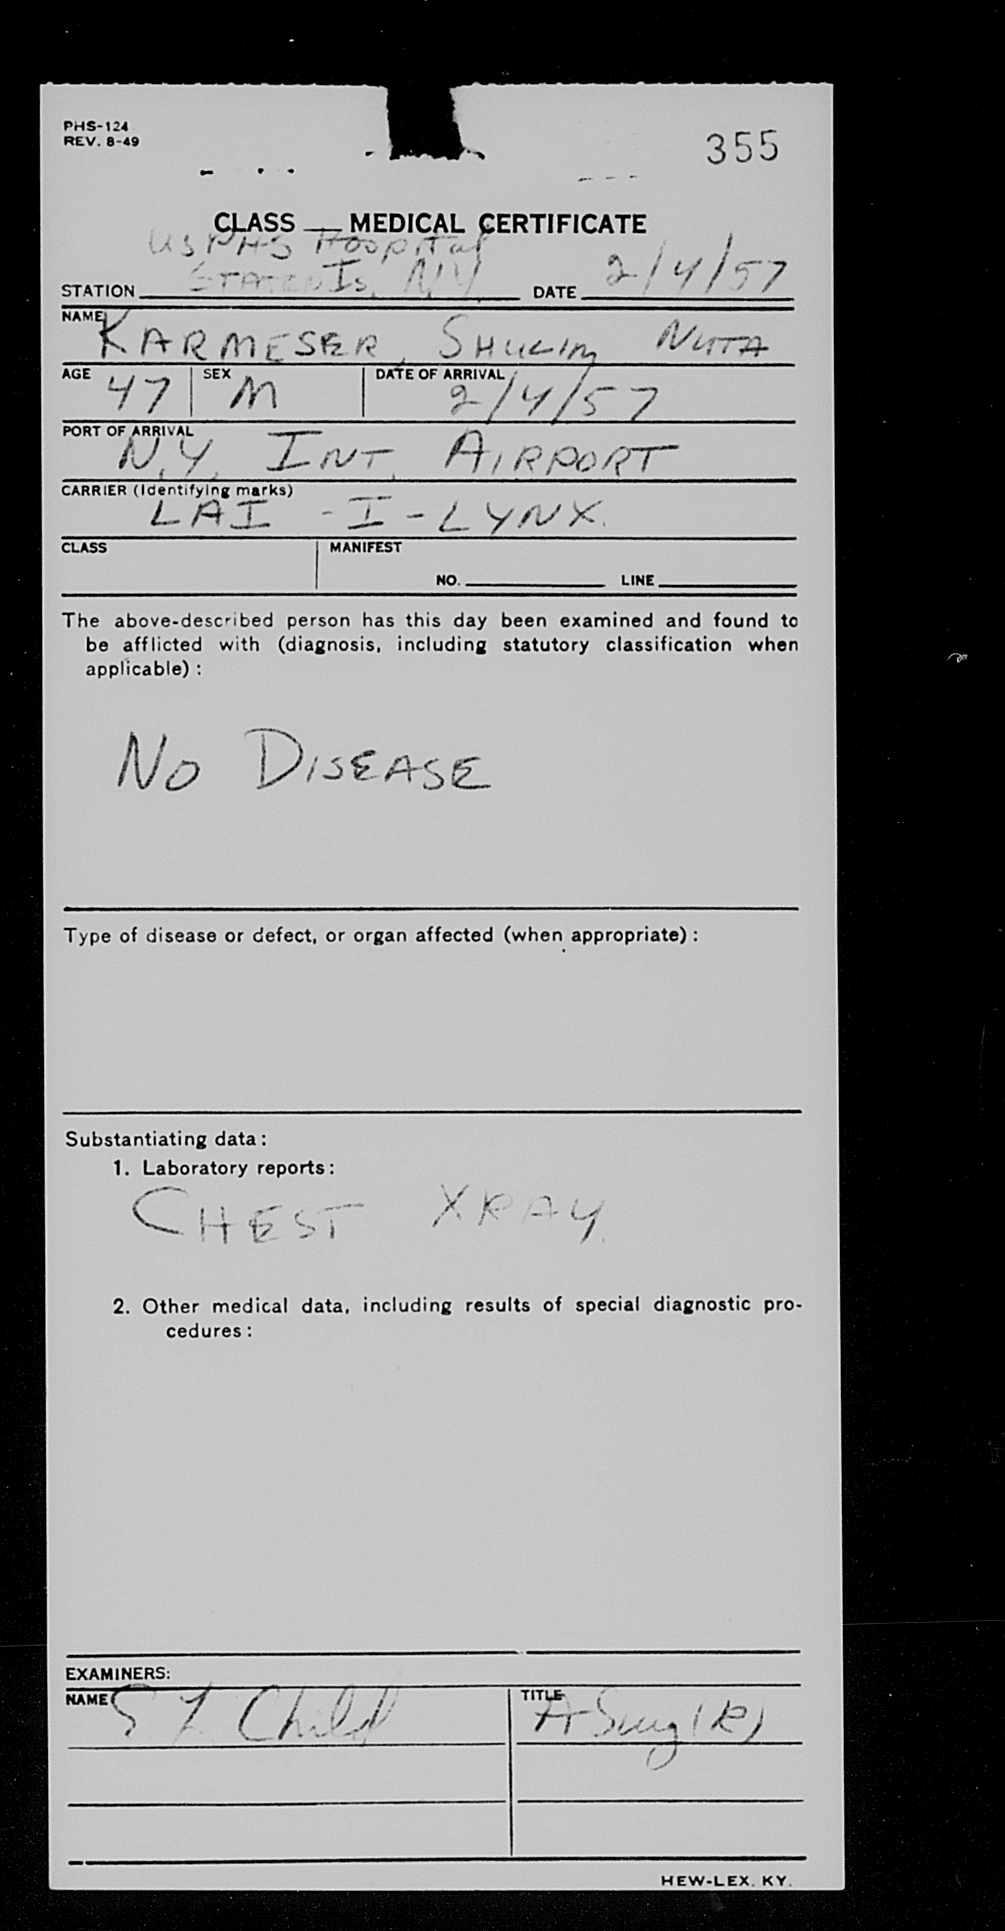 PHS-124
REV. 8-49
355
CLASS __ MEDICAL CERTIFICATE
USPHS Hospital
STATION STATEN Is. N.Y. DATE 2/4/57
NAME KARMESER, SHULIM NUTA
AGE 47 SEX M DATE OF ARRIVAL 2/4/57
PORT OF ARRIVAL N.Y. INT. AIRPORT
CARRIER (Identifying marks)
LAI - I - LYNX.
CLASS MANIFEST
NO. LINE
The above-described person has this day been examined and found to
be afflicted with (diagnosis, including statutory classification when
applicable) :
NO DISEASE
Type of disease or defect, or organ affected (when appropriate) :
Substantiating data :
1. Laboratory reports :
CHEST XRAY.
2. Other medical data, including results of special diagnostic pro-
cedures :
EXAMINERS:
NAME S L Child TITLE A Surg (R)
HEW-LEX. KY.